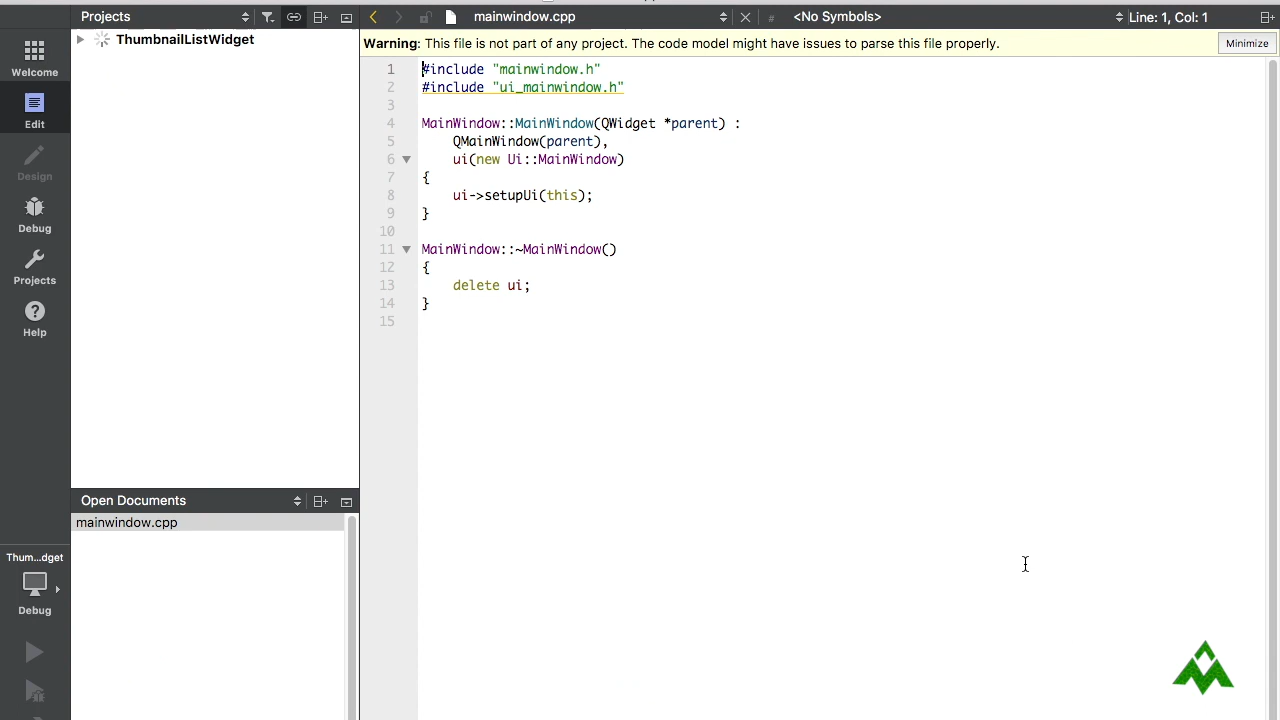 Projects
mainwindow.cpp
# <No Symbols>
Line: 1, Col: 1
Welcome
Edit
Design
Debug
Projects
Help
Thum...dget
Debug
ThumbnailListWidget
Open Documents
mainwindow.cpp
Warning: This file is not part of any project. The code model might have issues to parse this file properly.
Minimize
1 #include "mainwindow.h"
2 #include "ui_mainwindow.h"
3
4 MainWindow::MainWindow(QWidget *parent) :
5 QMainWindow(parent),
6 ui(new Ui::MainWindow)
7 {
8 ui->setupUi(this);
9 }
10
11 MainWindow::~MainWindow()
12 {
13 delete ui;
14 }
15